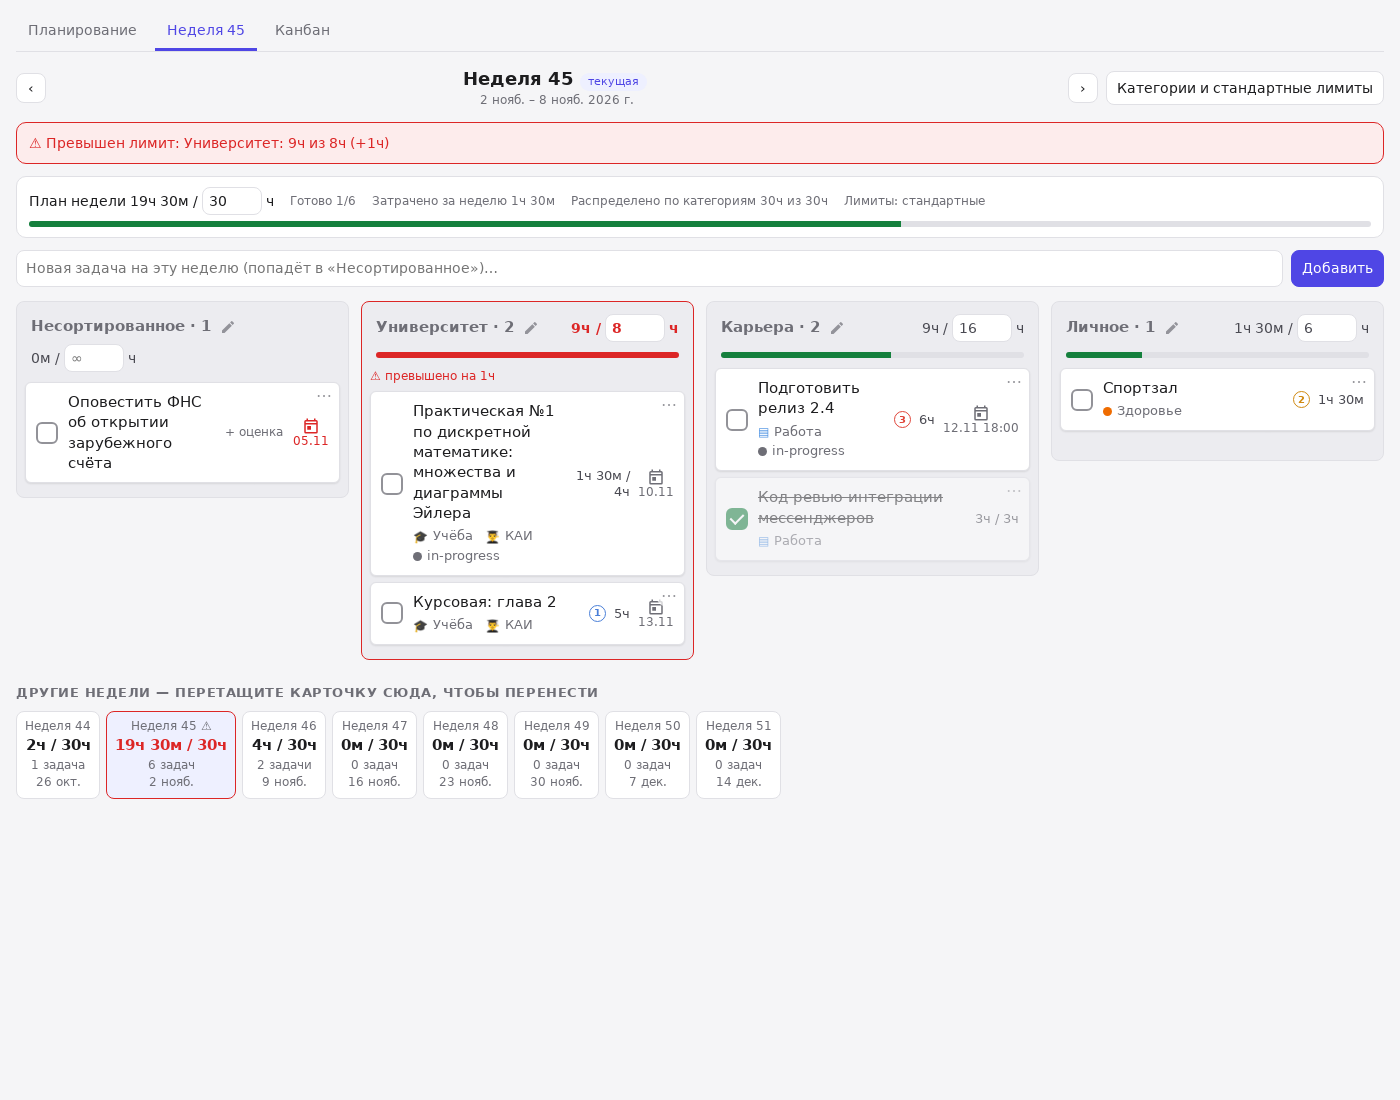 Планирование
Неделя 45
Канбан
‹
Неделя 45 текущая
2 нояб. – 8 нояб. 2026 г.
›
Категории и стандартные лимиты
⚠ Превышен лимит: Университет: 9ч из 8ч (+1ч)
План недели 19ч 30м / 30 ч
Готово 1/6
Затрачено за неделю 1ч 30м
Распределено по категориям 30ч из 30ч
Лимиты: стандартные
Новая задача на эту неделю (попадёт в «Несортированное»)...
Добавить
Несортированное · 1
0м / ∞ ч
...
Оповестить ФНС
об открытии
зарубежного
счёта
+ оценка
05.11
Университет · 2
9ч / 8 ч
⚠ превышено на 1ч
...
Практическая №1
по дискретной
математике:
множества и
диаграммы
Эйлера
🎓 Учёба 👨‍🎓 КАИ
in-progress
1ч 30м /
4ч
10.11
...
Курсовая: глава 2
🎓 Учёба 👨‍🎓 КАИ
1
5ч
13.11
Карьера · 2
9ч / 16 ч
...
Подготовить
релиз 2.4
Работа
in-progress
3
6ч
12.11 18:00
...
Код ревью интеграции
мессенджеров
Работа
3ч / 3ч
Личное · 1
1ч 30м / 6 ч
...
Спортзал
Здоровье
2
1ч 30м
ДРУГИЕ НЕДЕЛИ — ПЕРЕТАЩИТЕ КАРТОЧКУ СЮДА, ЧТОБЫ ПЕРЕНЕСТИ
Неделя 44
2ч / 30ч
1 задача
26 окт.
Неделя 45 ⚠
19ч 30м / 30ч
6 задач
2 нояб.
Неделя 46
4ч / 30ч
2 задачи
9 нояб.
Неделя 47
0м / 30ч
0 задач
16 нояб.
Неделя 48
0м / 30ч
0 задач
23 нояб.
Неделя 49
0м / 30ч
0 задач
30 нояб.
Неделя 50
0м / 30ч
0 задач
7 дек.
Неделя 51
0м / 30ч
0 задач
14 дек.